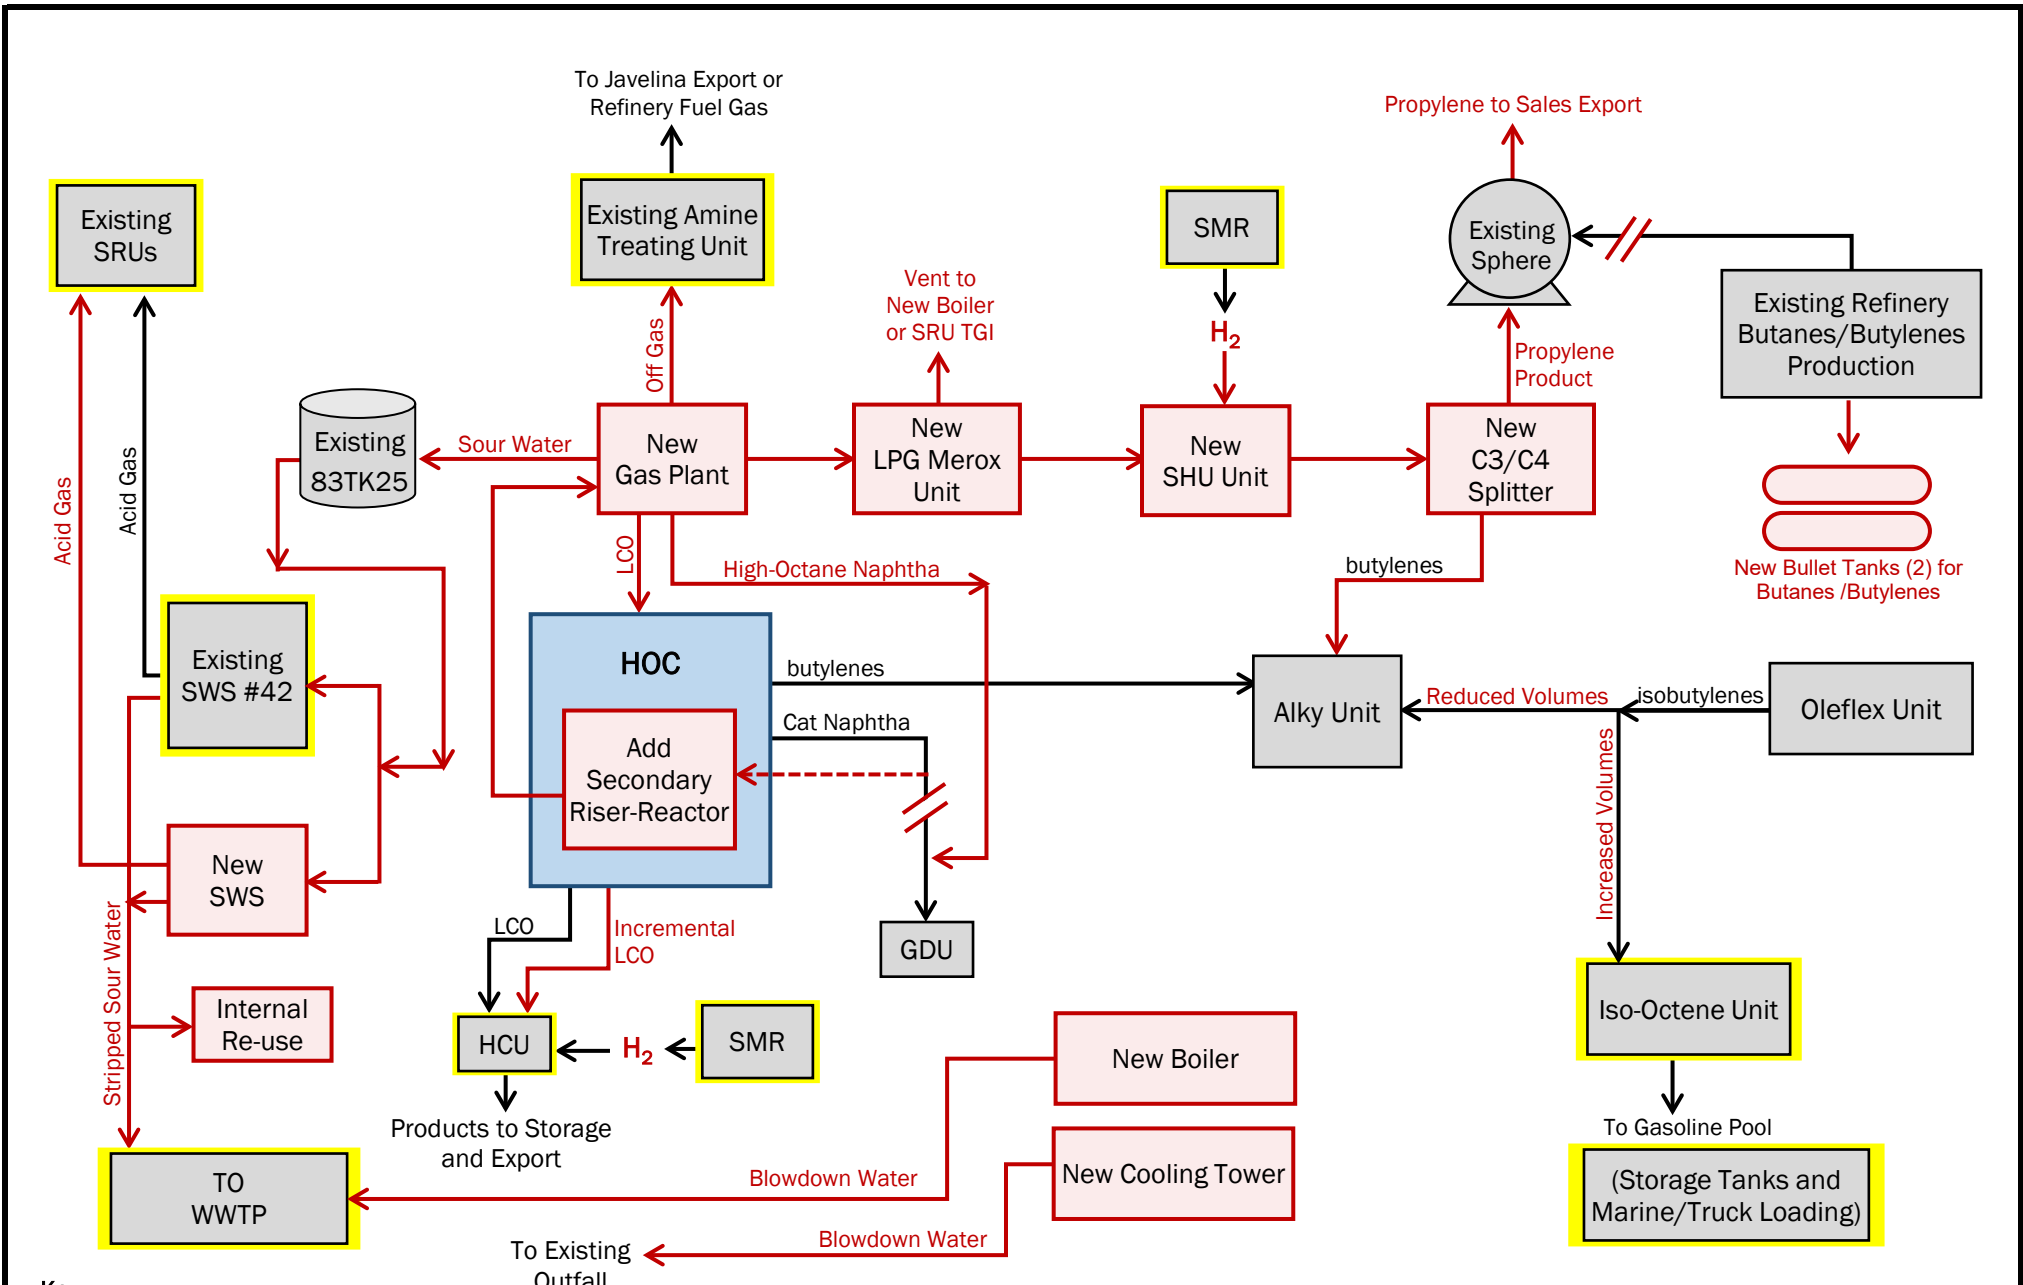 To Javelina Export or
Refinery Fuel Gas
Propylene to Sales Export
Existing
SRUs
Existing Amine
Treating Unit
SMR
Existing
Sphere
Vent to
New Boiler
or SRU TGI
H2
Existing Refinery
Butanes/Butylenes
Production
Off Gas
Propylene
Product
Existing
83TK25
Sour Water
New
Gas Plant
New
LPG Merox
Unit
New
SHU Unit
New
C3/C4
Splitter
Acid Gas
Acid Gas
LCO
High-Octane Naphtha
butylenes
New Bullet Tanks (2) for
Butanes /Butylenes
Existing
SWS #42
HOC
butylenes
Cat Naphtha
Alky Unit
Reduced Volumes
isobutylenes
Oleflex Unit
Add
Secondary
Riser-Reactor
Increased Volumes
New
SWS
Stripped Sour Water
LCO
Incremental
LCO
GDU
Internal
Re-use
HCU
H2
SMR
New Boiler
Iso-Octene Unit
Products to Storage
and Export
To Gasoline Pool
TO
WWTP
Blowdown Water
New Cooling Tower
(Storage Tanks and
Marine/Truck Loading)
Blowdown Water
To Existing
Outfall